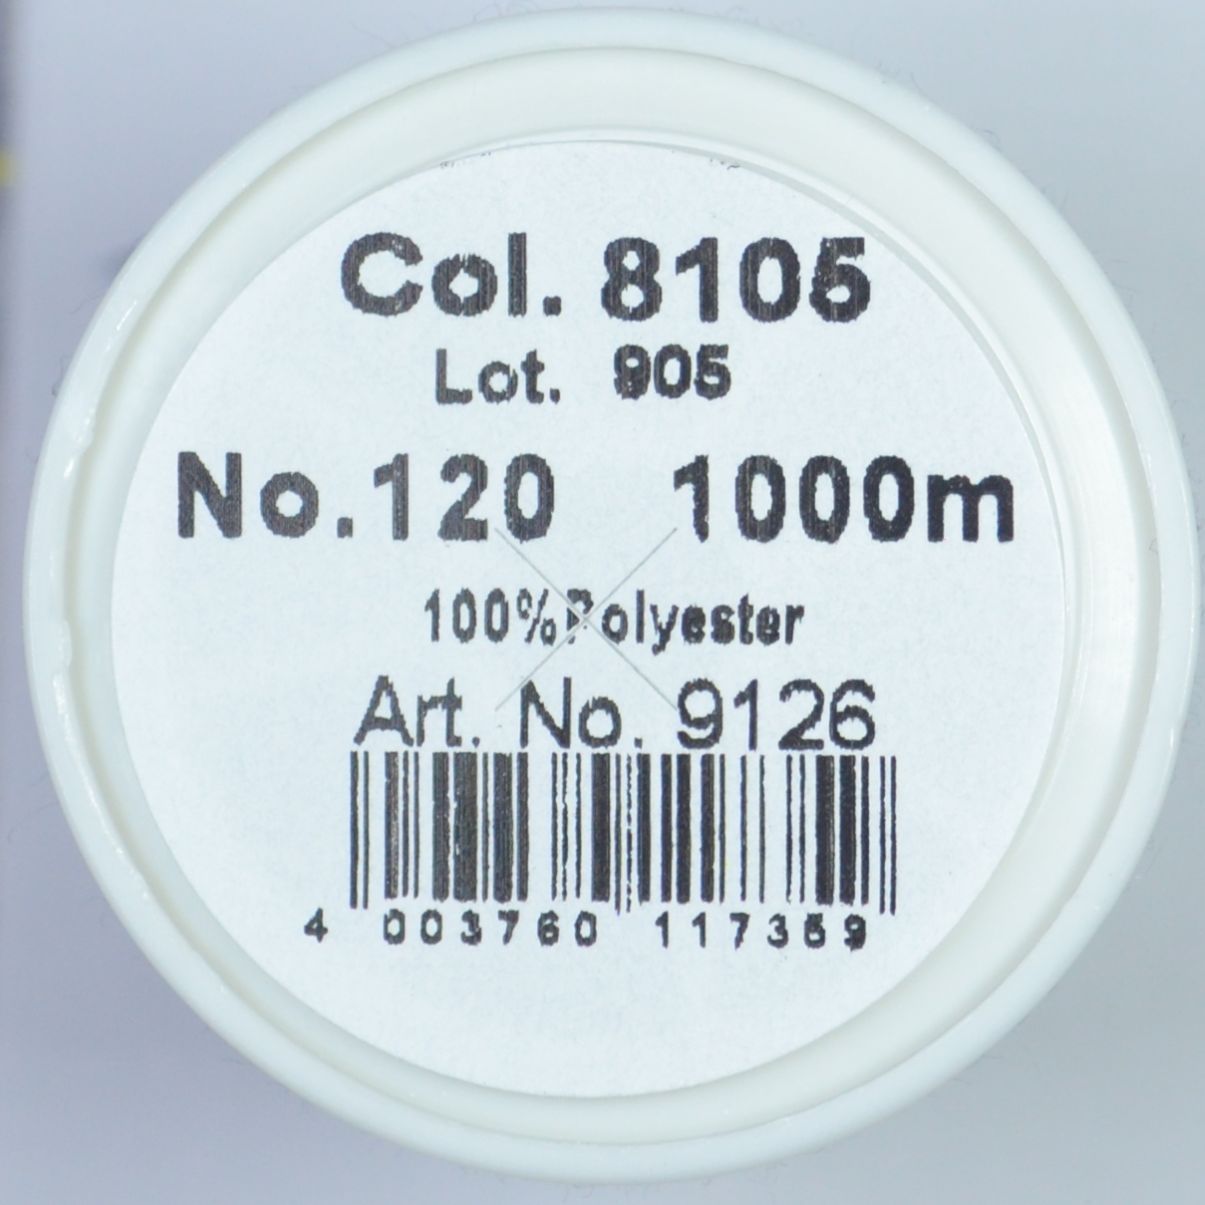 Col. 8105
Lot. 905
No.120 1000m
100%Polyester
Art. No. 9126
4 003760 117359